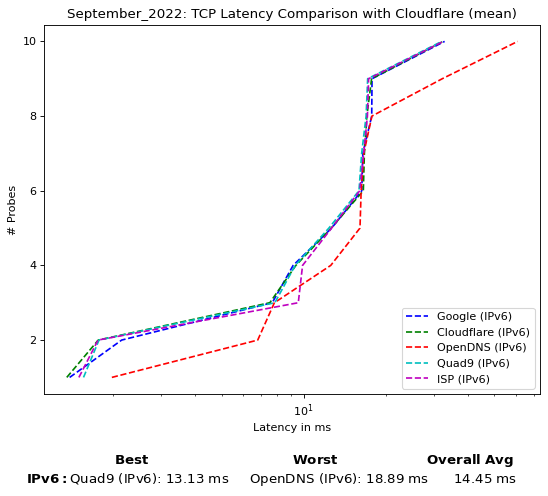 September_2022: TCP Latency Comparison with Cloudflare (mean)
10
8
6
4
2
# Probes
10^1
Latency in ms
Google (IPv6)
Cloudflare (IPv6)
OpenDNS (IPv6)
Quad9 (IPv6)
ISP (IPv6)
Best Worst Overall Avg
IPv6: Quad9 (IPv6): 13.13 ms OpenDNS (IPv6): 18.89 ms 14.45 ms